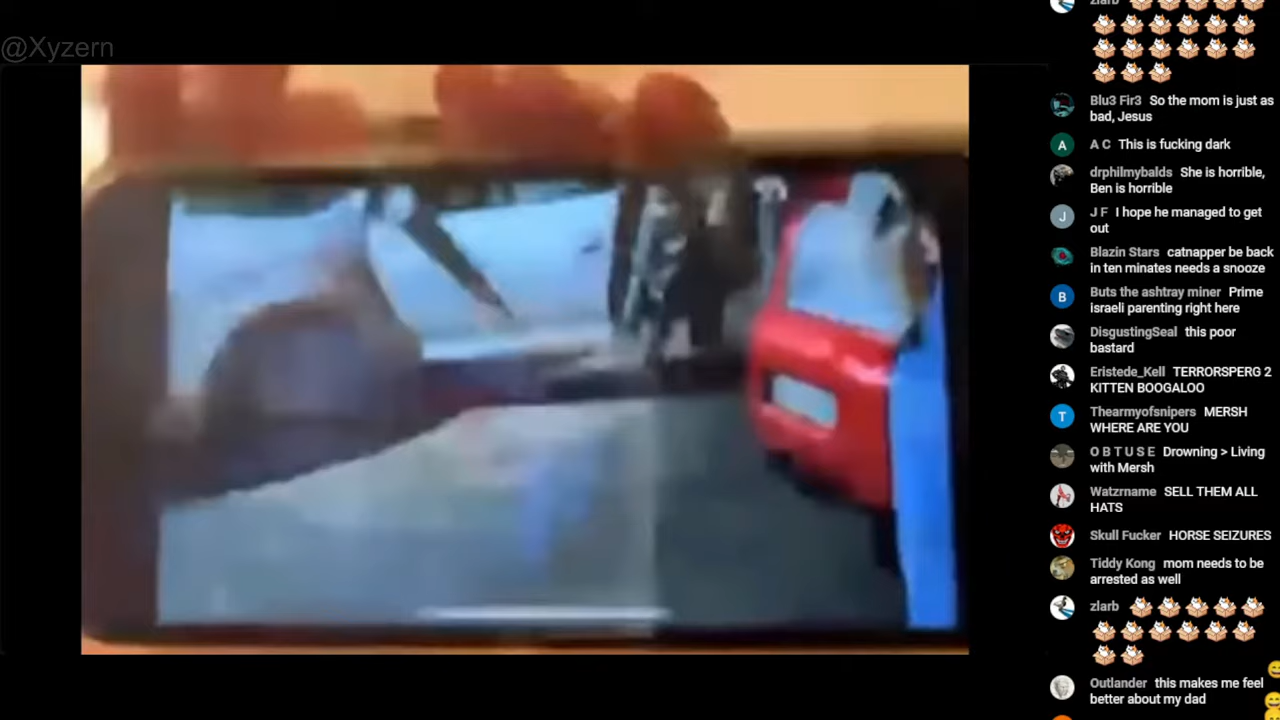 zlarb
@Xyzern
Blu3 Fir3 So the mom is just as
bad, Jesus
A C This is fucking dark
drphilmybalds She is horrible,
Ben is horrible
J F I hope he managed to get
out
Blazin Stars catnapper be back
in ten minates needs a snooze
Buts the ashtray miner Prime
israeli parenting right here
DisgustingSeal this poor
bastard
Eristede_Kell TERRORSPERG 2
KITTEN BOOGALOO
Thearmyofsnipers MERSH
WHERE ARE YOU
O B T U S E Drowning > Living
with Mersh
Watzrname SELL THEM ALL
HATS
Skull Fucker HORSE SEIZURES
Tiddy Kong mom needs to be
arrested as well
zlarb
Outlander this makes me feel
better about my dad